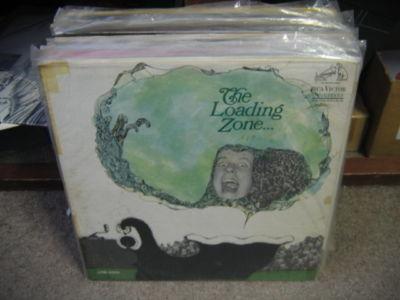 The
Loading
Zone...
RCA VICTOR